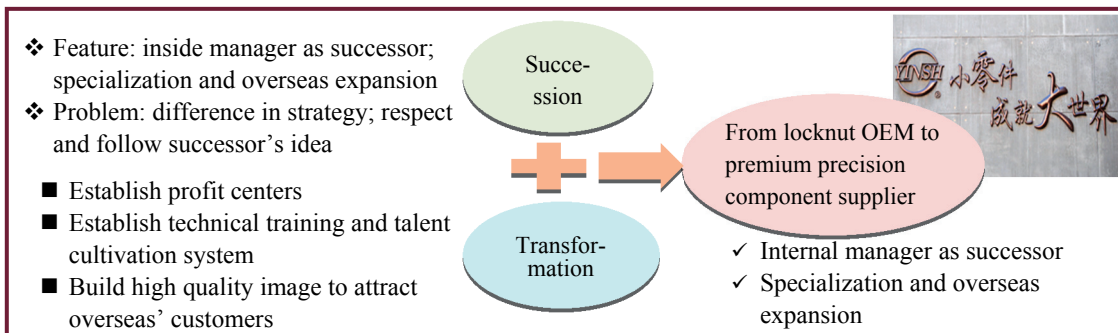 ❖ Feature: inside manager as successor;
specialization and overseas expansion
❖ Problem: difference in strategy; respect
and follow successor’s idea
■ Establish profit centers
■ Establish technical training and talent
cultivation system
■ Build high quality image to attract
overseas’ customers
Succe-
ssion
Transfor-
mation
From locknut OEM to
premium precision
component supplier
✓ Internal manager as successor
✓ Specialization and overseas
expansion
YINSH®
小零件
成就大世界